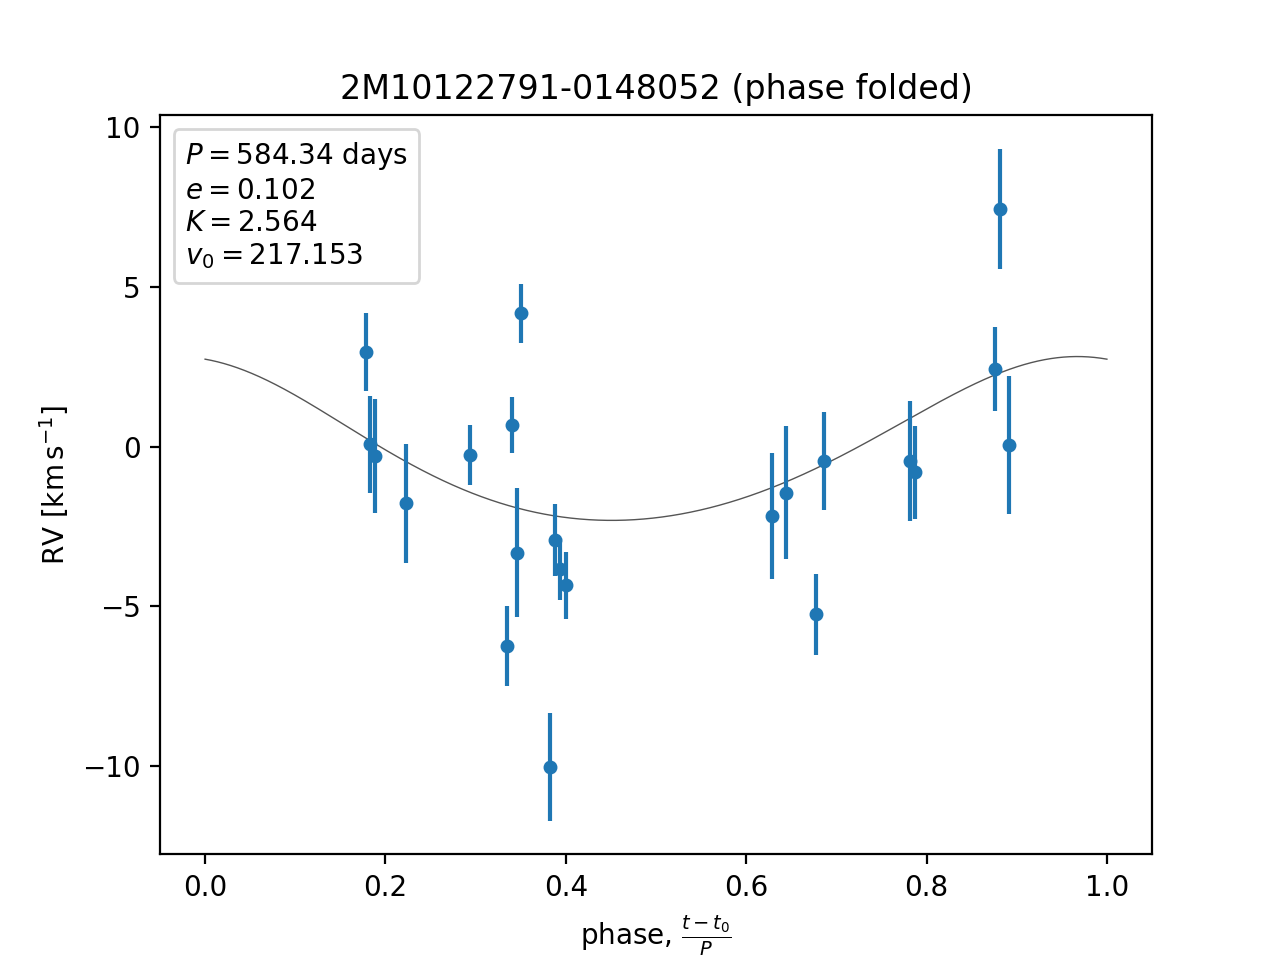 2M10122791-0148052 (phase folded)
P = 584.34 days
e = 0.102
K = 2.564
v₀ = 217.153
10
5
0
−5
−10
RV [km s⁻¹]
0.0 0.2 0.4 0.6 0.8 1.0
phase, (t − t₀)/P